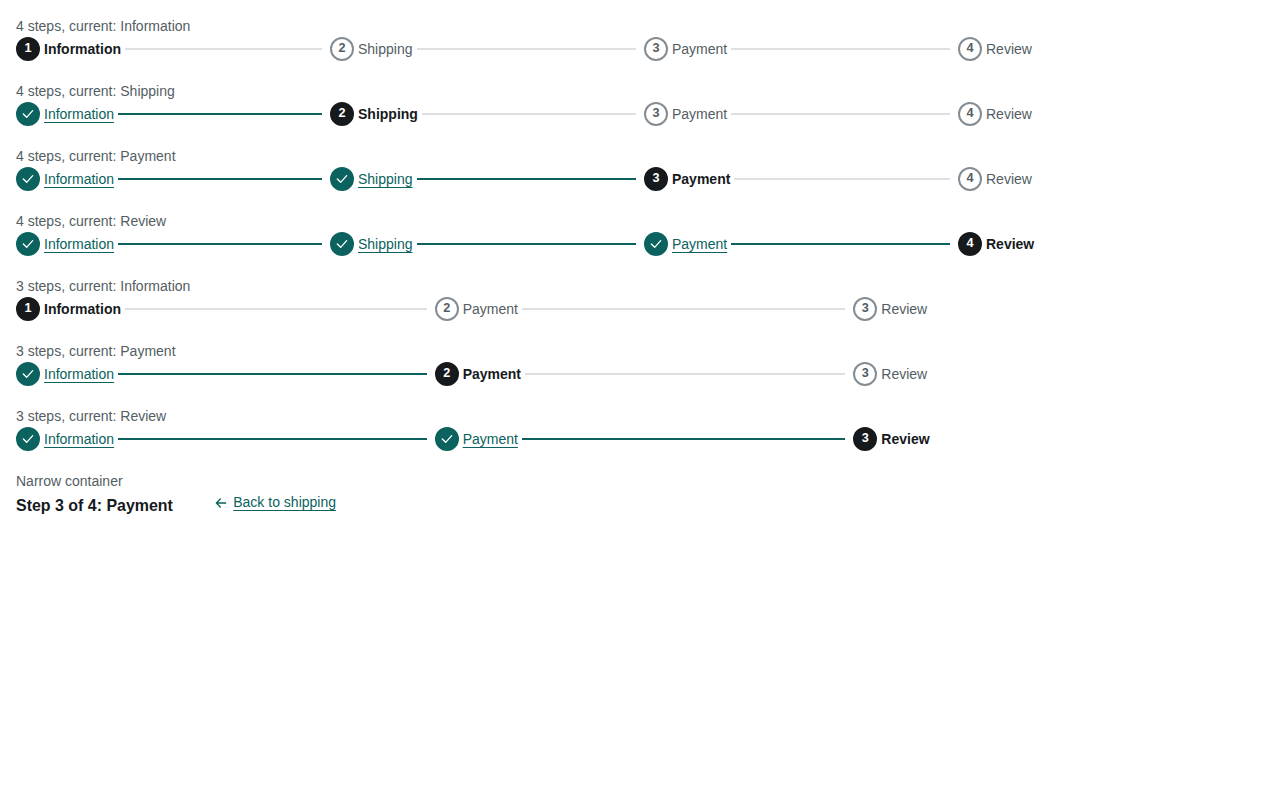 4 steps, current: Information
1 Information 2 Shipping 3 Payment 4 Review
4 steps, current: Shipping
Information 2 Shipping 3 Payment 4 Review
4 steps, current: Payment
Information Shipping 3 Payment 4 Review
4 steps, current: Review
Information Shipping Payment 4 Review
3 steps, current: Information
1 Information 2 Payment 3 Review
3 steps, current: Payment
Information 2 Payment 3 Review
3 steps, current: Review
Information Payment 3 Review
Narrow container
Step 3 of 4: Payment Back to shipping